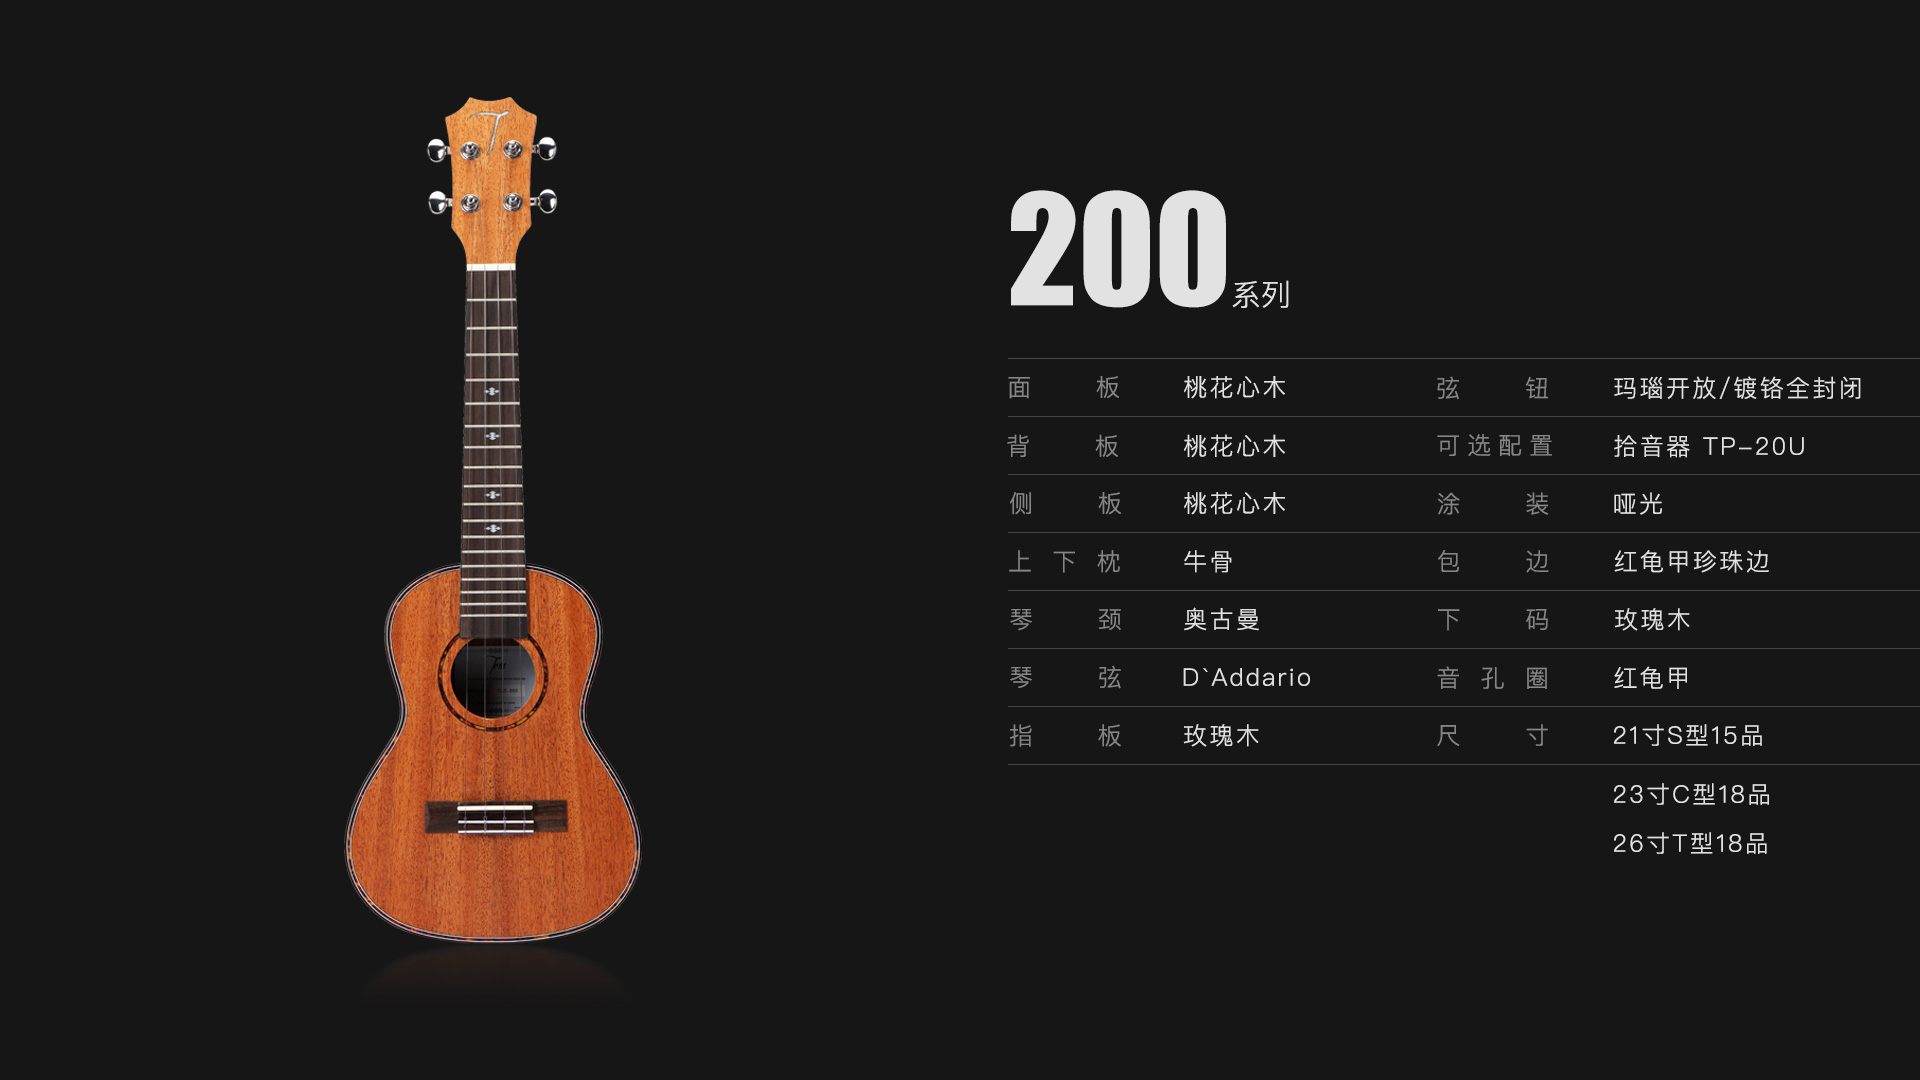 200系列
面板 桃花心木 弦钮 玛瑙开放/镀铬全封闭
背板 桃花心木 可选配置 拾音器 TP-20U
侧板 桃花心木 涂装 哑光
上下枕 牛骨 包边 红龟甲珍珠边
琴颈 奥古曼 下码 玫瑰木
琴弦 D`Addario 音孔圈 红龟甲
指板 玫瑰木 尺寸 21寸S型15品
23寸C型18品
26寸T型18品